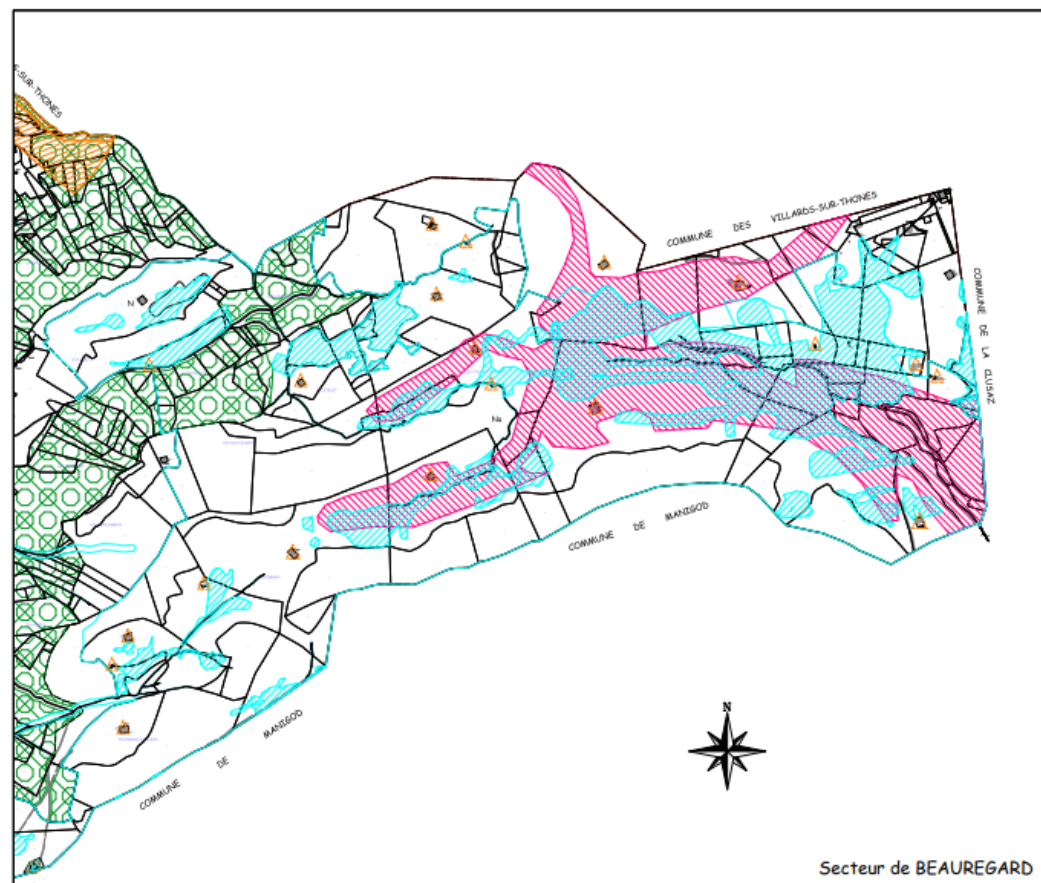 S-SUR-THONES
COMMUNE DES VILLARDS-SUR-THONES
COMMUNE DE LA CLUSAZ
N
Ns
COMMUNE DE MANIGOD
COMMUNE DE MANIGOD
N
Secteur de BEAUREGARD